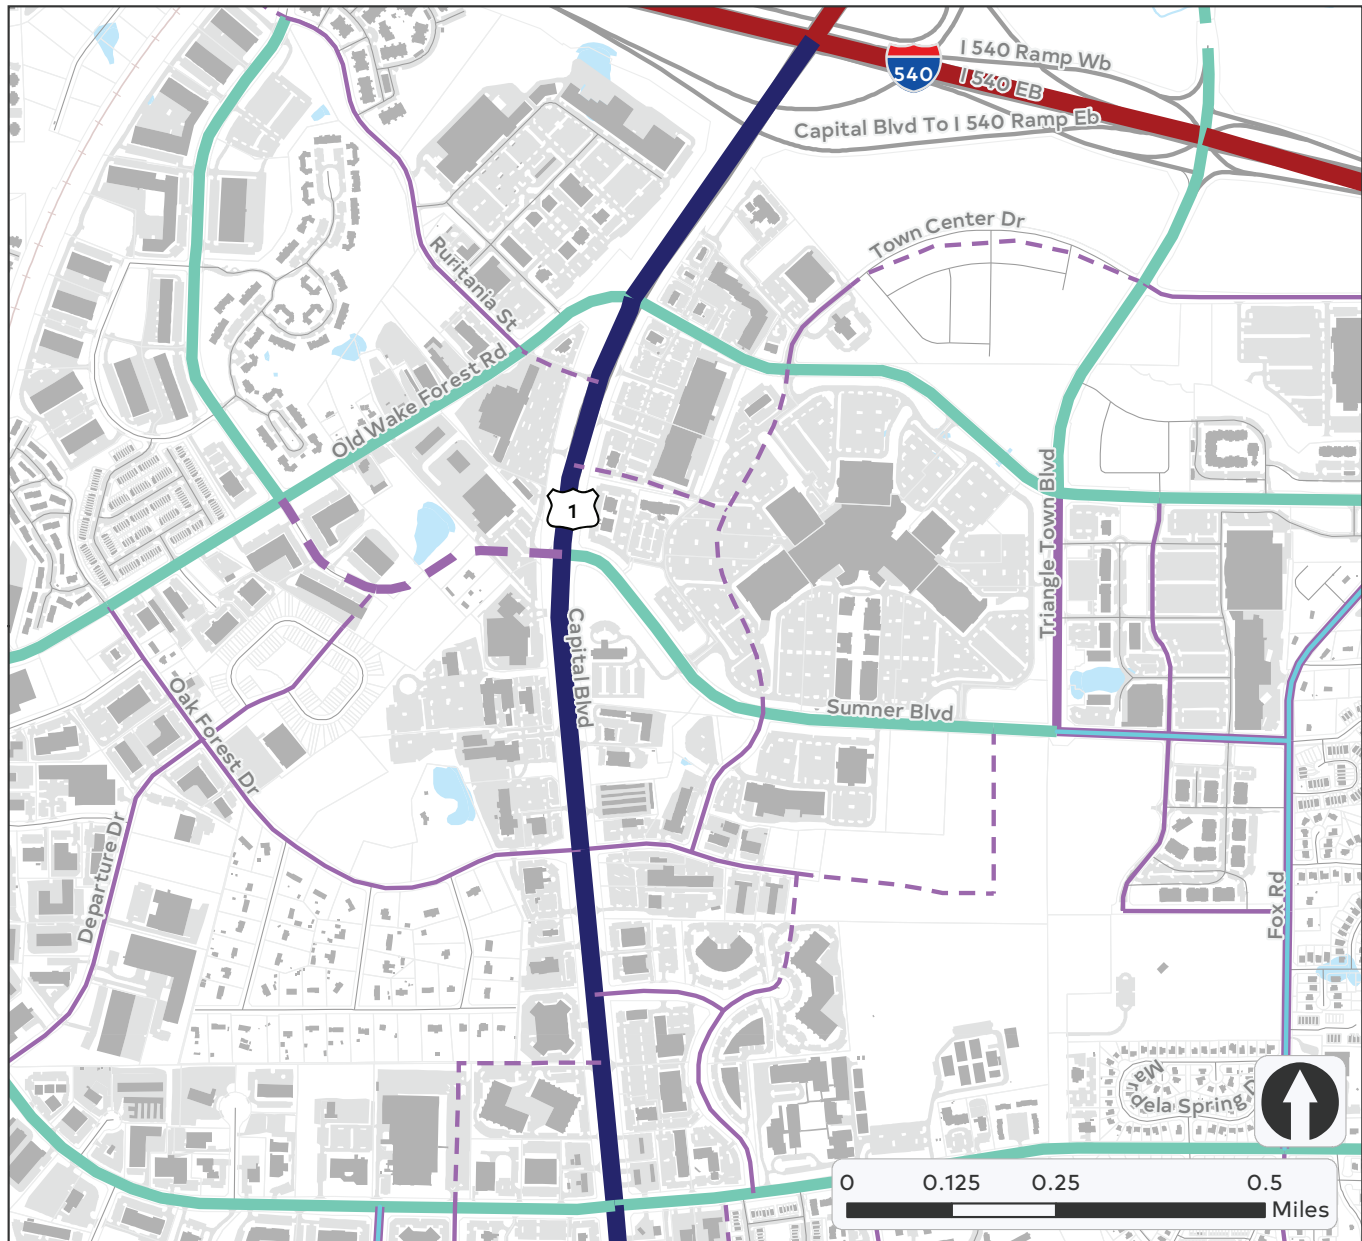 I 540 Ramp Wb
540
I 540 EB
Capital Blvd To I 540 Ramp Eb
Town Center Dr
Ruritania St
Old Wake Forest Rd
Triangle Town Blvd
1
Capital Blvd
Oak Forest Dr
Sumner Blvd
Departure Dr
Fox Rd
Mar
pela Spring D
0 0.125 0.25 0.5
Miles